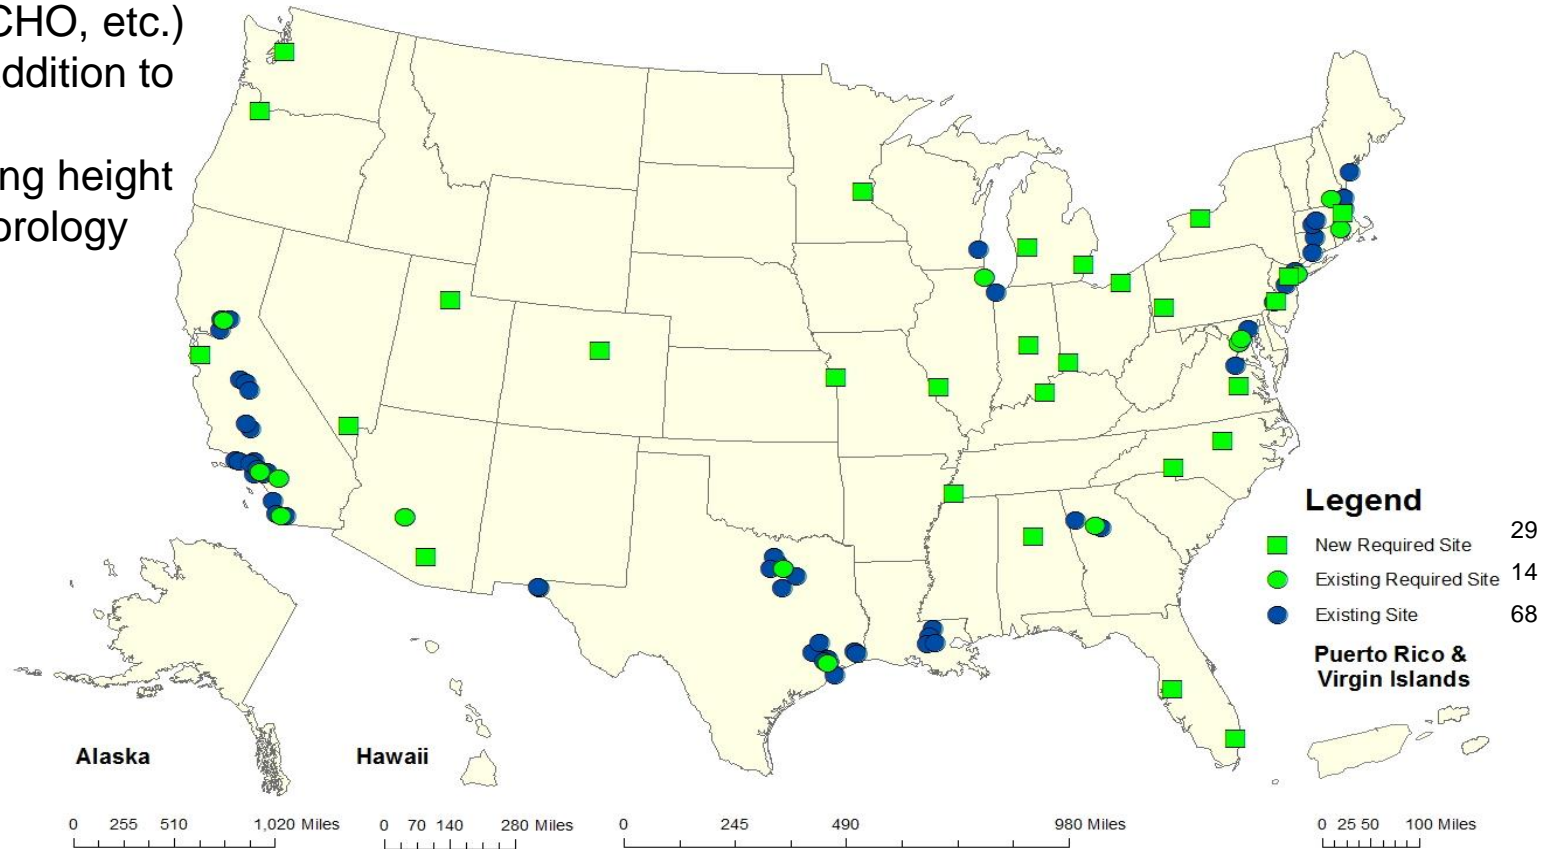 CHO, etc.)
ddition to
ng height
orology
Legend
New Required Site 29
Existing Required Site 14
Existing Site 68
Puerto Rico &
Virgin Islands
Alaska
Hawaii
0 255 510 1,020 Miles
0 70 140 280 Miles
0 245 490 980 Miles
0 25 50 100 Miles